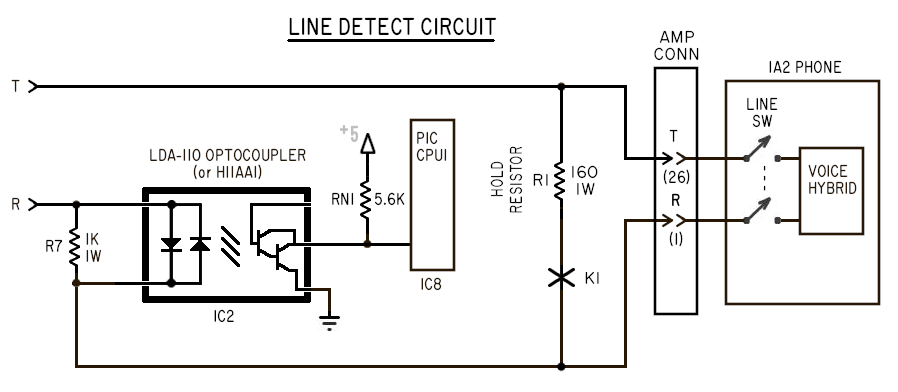 LINE DETECT CIRCUIT
AMP
CONN
1A2 PHONE
T
LINE
SW
+5
PIC
CPU1
LDA-110 OPTOCOUPLER
(or H11AA1)
HOLD
RESISTOR
R1
160
1W
T
(26)
VOICE
HYBRID
RN1
5.6K
R
R
(1)
R7
1K
1W
K1
IC8
IC2